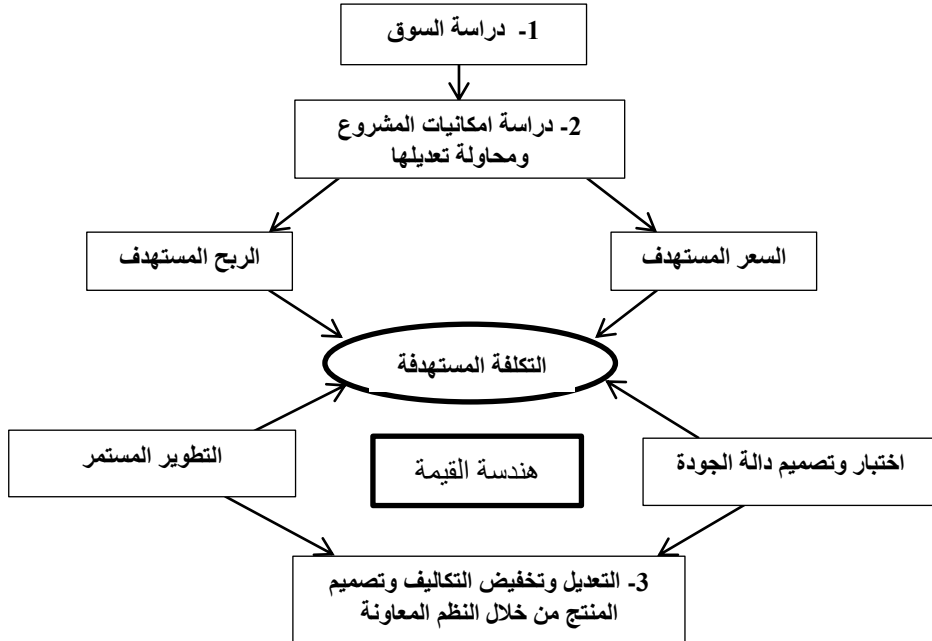 1- دراسة السوق
2- دراسة امكانيات المشروع
ومحاولة تعديلها
السعر المستهدف
الربح المستهدف
التكلفة المستهدفة
اختبار وتصميم دالة الجودة
هندسة القيمة
التطوير المستمر
3- التعديل وتخفيض التكاليف وتصميم
المنتج من خلال النظم المعاونة